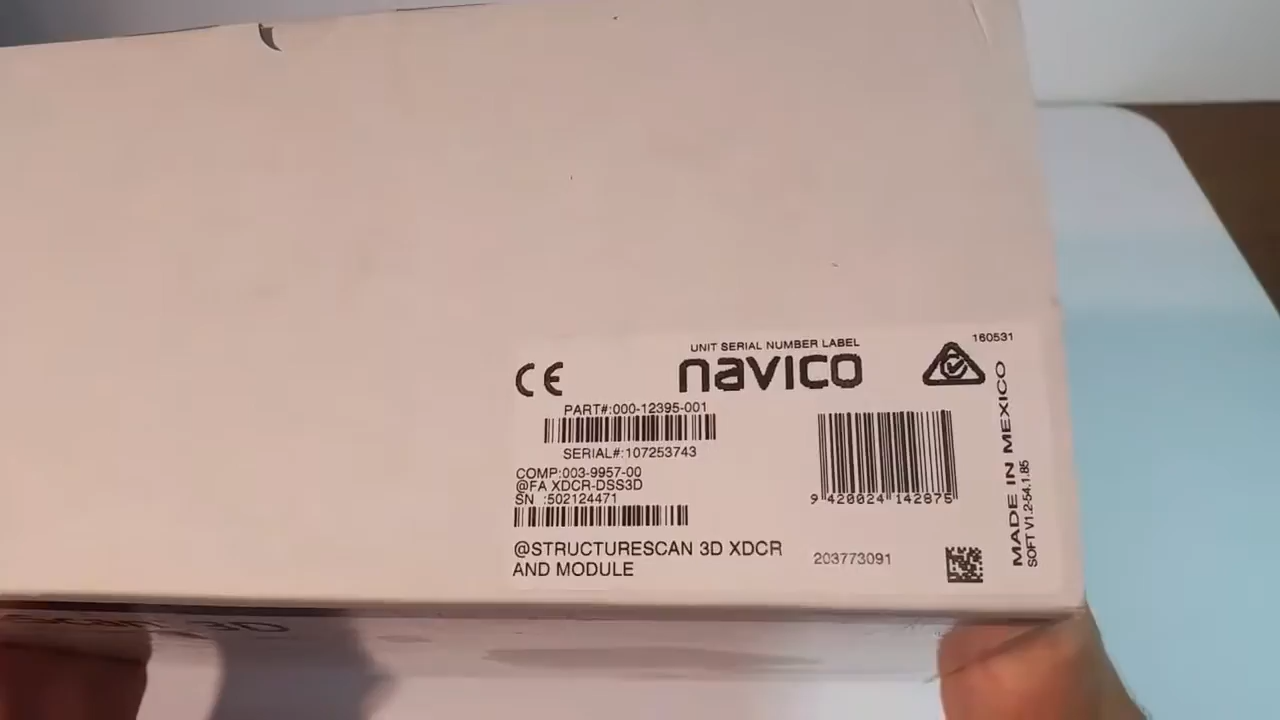 UNIT SERIAL NUMBER LABEL
160531
CE
navico
PART#:000-12395-001
SERIAL#:107253743
COMP:003-9957-00
@FA XDCR-DSS3D
SN :502124471
9 420024 142875
@STRUCTURESCAN 3D XDCR
AND MODULE
203773091
MADE IN MEXICO
SOFT V1.2-54.1.85
3D